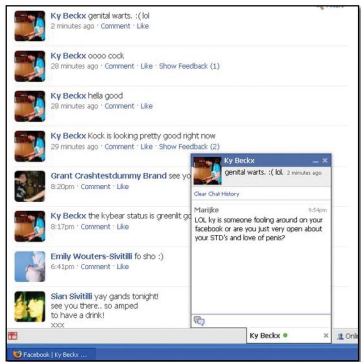 Ky Beckx genital warts. :( lol
2 minutes ago · Comment · Like
Ky Beckx oooo cock
28 minutes ago · Comment · Like · Show Feedback (1)
Ky Beckx hella good
28 minutes ago · Comment · Like
Ky Beckx Kock is looking pretty good right now
29 minutes ago · Comment · Like · Show Feedback (2)
Grant Crashtestdummy Brand see yo
8:20pm · Comment · Like
Ky Beckx the kybear status is greenlit go
8:17pm · Comment · Like
Emily Wouters-Sivitilli fo sho :)
6:41pm · Comment · Like
Sian Sivitilli yay gands tonight!
see you there.. so amped
to have a drink!
xxx
Ky Beckx
genital warts. :( lol. 2 minutes ago
Clear Chat History
Marijke 9:54pm
LOL ky is someone fooling around on your
facebook or are you just very open about
your STD's and love of penis?
Ky Beckx
Onli
Facebook | Ky Beckx ...